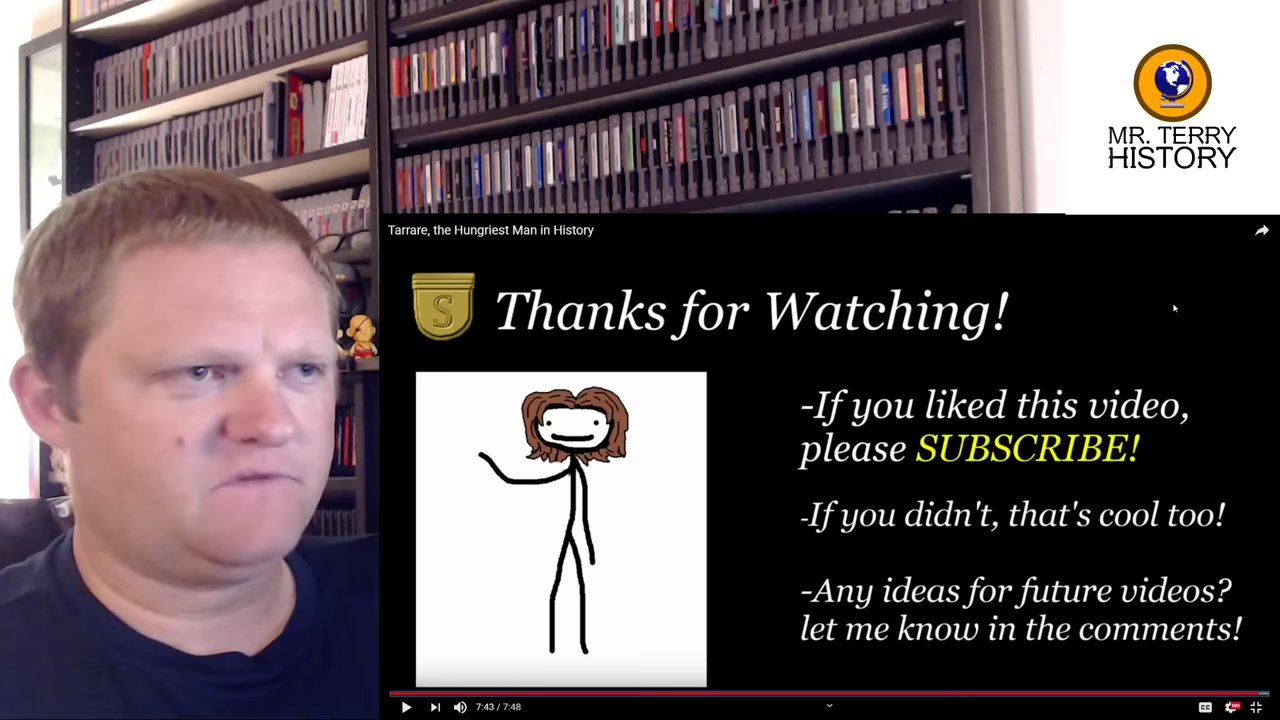 MR. TERRY
HISTORY
Tarrare, the Hungriest Man in History
S
Thanks for Watching!
-If you liked this video,
please SUBSCRIBE!
-If you didn't, that's cool too!
-Any ideas for future videos?
let me know in the comments!
7:43 / 7:48
CC
HD